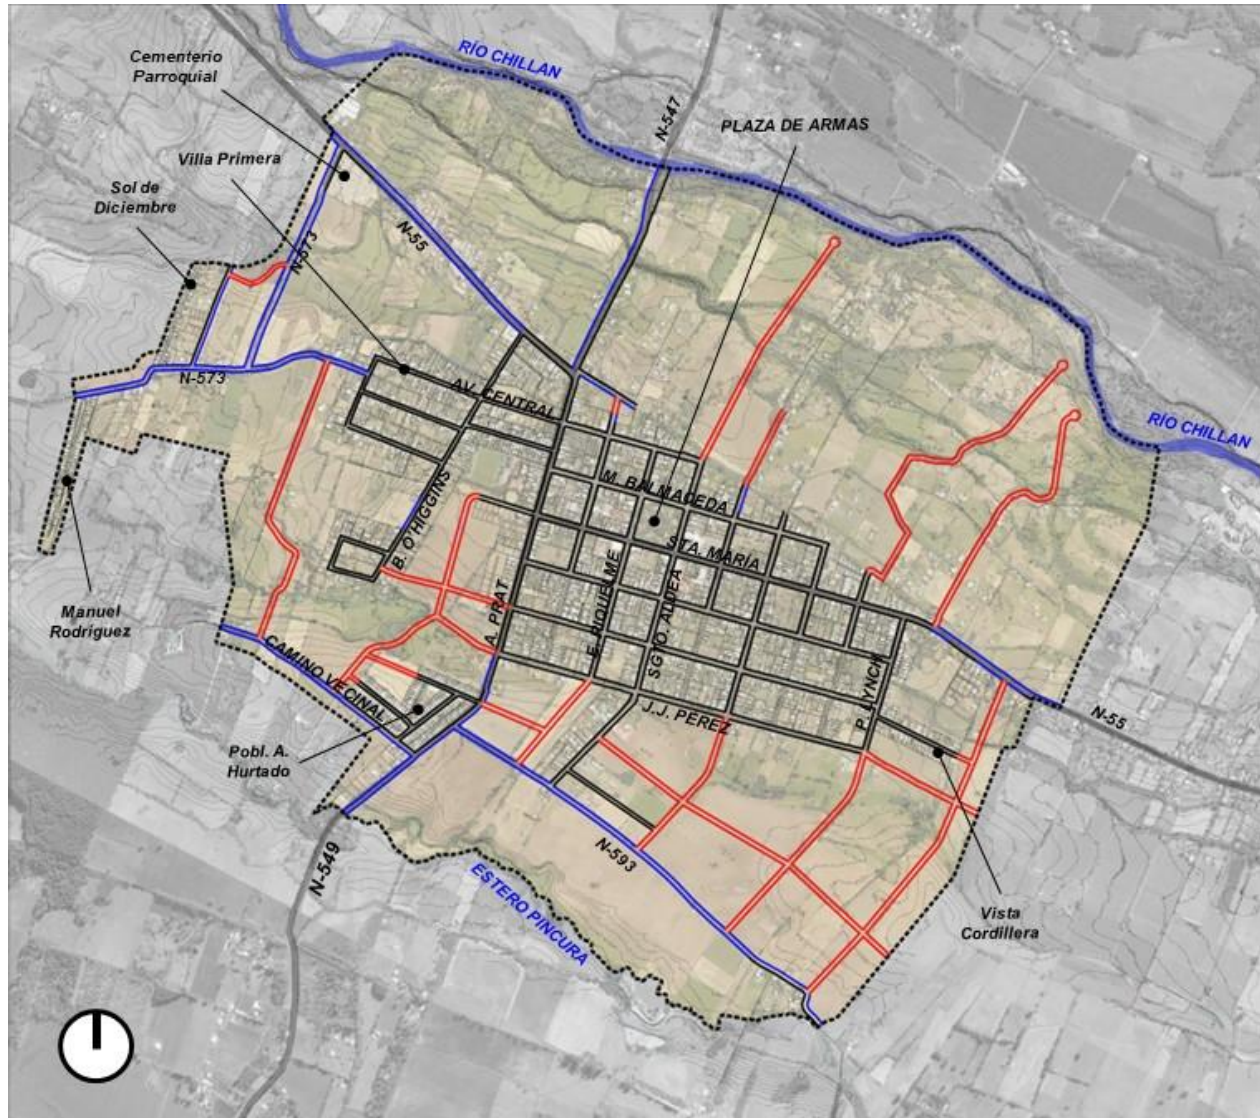 RÍO CHILLAN
Cementerio
Parroquial
N-547
PLAZA DE ARMAS
Villa Primera
Sol de
Diciembre
N-55
N-573
N-573
AV. CENTRAL
RÍO CHILLAN
M. BALMADEDA
B. O'HIGGINS
STA. MARÍA
Manuel
Rodríguez
A. PRAT
E. RIQUELME
SGTO. ALDEA
CAMINO VECINAL
P. LYNCH
J.J. PEREZ
N-55
Pobl. A.
Hurtado
N-593
N-549
ESTERO PINCURA
Vista
Cordillera